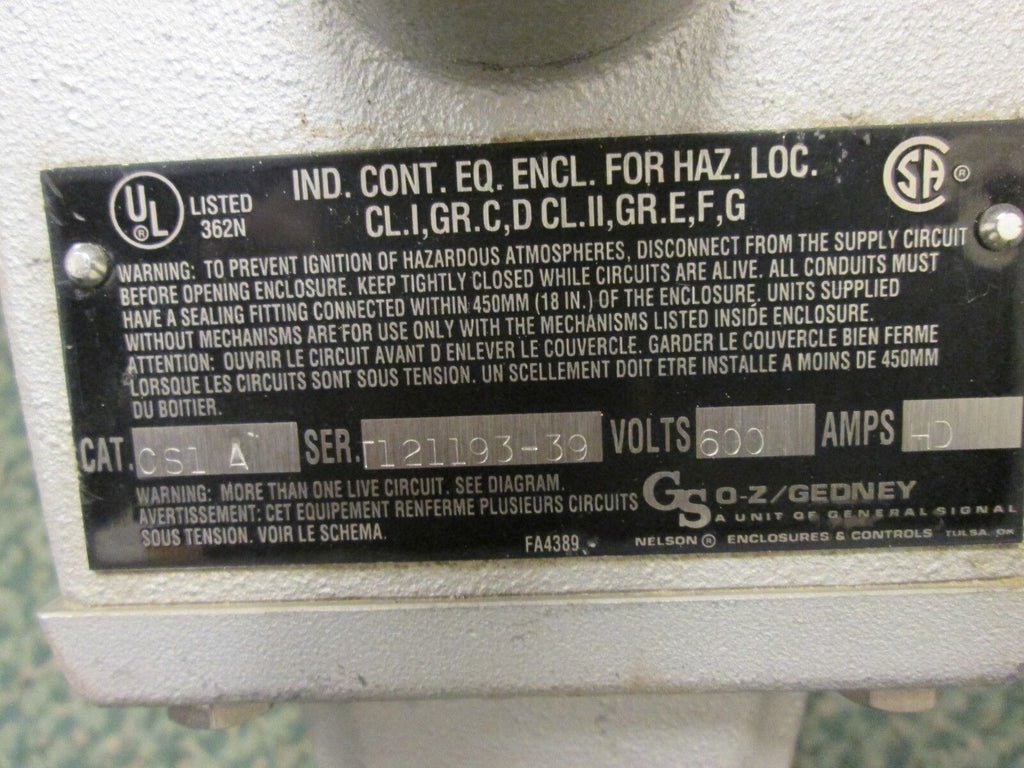 UL ® LISTED 362N
IND. CONT. EQ. ENCL. FOR HAZ. LOC.
CL.I,GR.C,D CL.II,GR.E,F,G
SA ®
WARNING: TO PREVENT IGNITION OF HAZARDOUS ATMOSPHERES, DISCONNECT FROM THE SUPPLY CIRCUIT
BEFORE OPENING ENCLOSURE. KEEP TIGHTLY CLOSED WHILE CIRCUITS ARE ALIVE. ALL CONDUITS MUST
HAVE A SEALING FITTING CONNECTED WITHIN 450MM (18 IN.) OF THE ENCLOSURE. UNITS SUPPLIED
WITHOUT MECHANISMS ARE FOR USE ONLY WITH THE MECHANISMS LISTED INSIDE ENCLOSURE.
ATTENTION: OUVRIR LE CIRCUIT AVANT D ENLEVER LE COUVERCLE. GARDER LE COUVERCLE BIEN FERME
LORSQUE LES CIRCUITS SONT SOUS TENSION. UN SCELLEMENT DOIT ETRE INSTALLE A MOINS DE 450MM
DU BOITIER.
CAT. CS1 A SER. T121193-39 VOLTS 600 AMPS HD
WARNING: MORE THAN ONE LIVE CIRCUIT. SEE DIAGRAM.
AVERTISSEMENT: CET EQUIPEMENT RENFERME PLUSIEURS CIRCUITS
SOUS TENSION. VOIR LE SCHEMA.
FA4389
GS O-Z/GEDNEY
A UNIT OF GENERAL SIGNAL
NELSON ® ENCLOSURES & CONTROLS TULSA, OK